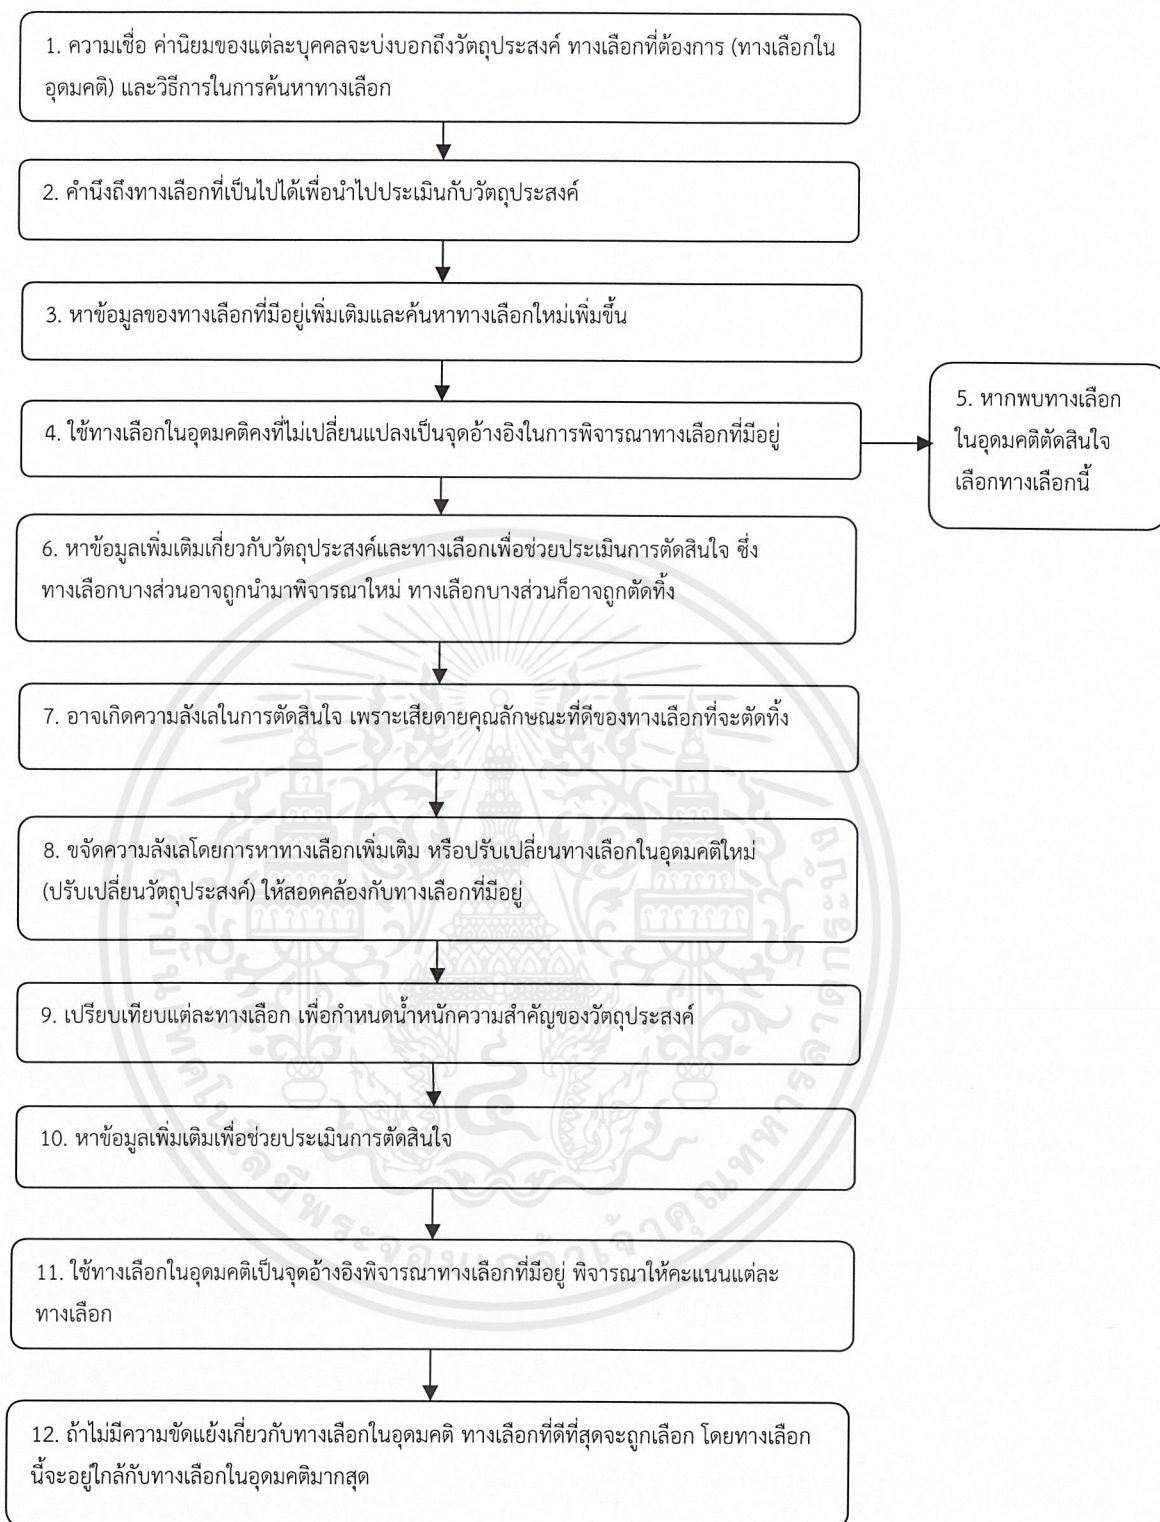 1. ความเชื่อ ค่านิยมของแต่ละบุคคลจะบ่งบอกถึงวัตถุประสงค์ ทางเลือกที่ต้องการ (ทางเลือกใน
อุดมคติ) และวิธีการในการค้นหาทางเลือก
2. คำนึงถึงทางเลือกที่เป็นไปได้เพื่อนำไปประเมินกับวัตถุประสงค์
3. หาข้อมูลของทางเลือกที่มีอยู่เพิ่มเติมและค้นหาทางเลือกใหม่เพิ่มขึ้น
4. ใช้ทางเลือกในอุดมคติคงที่ไม่เปลี่ยนแปลงเป็นจุดอ้างอิงในการพิจารณาทางเลือกที่มีอยู่
5. หากพบทางเลือก
ในอุดมคติตัดสินใจ
เลือกทางเลือกนี้
6. หาข้อมูลเพิ่มเติมเกี่ยวกับวัตถุประสงค์และทางเลือกเพื่อช่วยประเมินการตัดสินใจ ซึ่ง
ทางเลือกบางส่วนอาจถูกนำมาพิจารณาใหม่ ทางเลือกบางส่วนก็อาจถูกตัดทิ้ง
7. อาจเกิดความลังเลในการตัดสินใจ เพราะเสียดายคุณลักษณะที่ดีของทางเลือกที่จะตัดทิ้ง
8. ขจัดความลังเลโดยการหาทางเลือกเพิ่มเติม หรือปรับเปลี่ยนทางเลือกในอุดมคติใหม่
(ปรับเปลี่ยนวัตถุประสงค์) ให้สอดคล้องกับทางเลือกที่มีอยู่
9. เปรียบเทียบแต่ละทางเลือก เพื่อกำหนดน้ำหนักความสำคัญของวัตถุประสงค์
10. หาข้อมูลเพิ่มเติมเพื่อช่วยประเมินการตัดสินใจ
11. ใช้ทางเลือกในอุดมคติเป็นจุดอ้างอิงพิจารณาทางเลือกที่มีอยู่ พิจารณาให้คะแนนแต่ละ
ทางเลือก
12. ถ้าไม่มีความขัดแย้งเกี่ยวกับทางเลือกในอุดมคติ ทางเลือกที่ดีที่สุดจะถูกเลือก โดยทางเลือก
นี้จะอยู่ใกล้กับทางเลือกในอุดมคติมากสุด